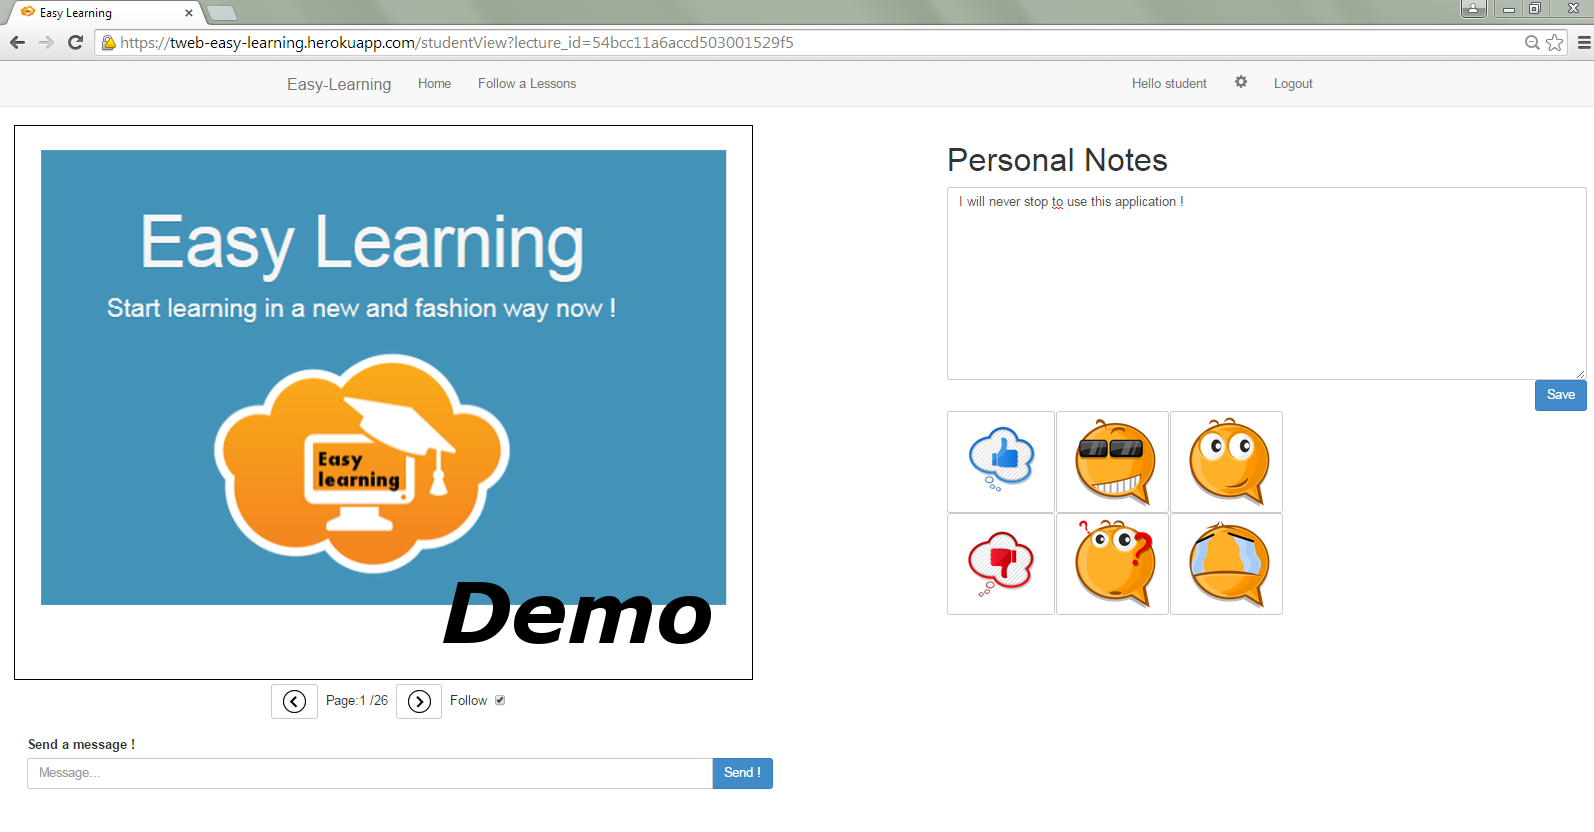 Easy Learning
https://tweb-easy-learning.herokuapp.com/studentView?lecture_id=54bcc11a6accd503001529f5
Easy-Learning Home Follow a Lessons Hello student Logout
Easy Learning
Start learning in a new and fashion way now !
Easy
learning
Demo
Page:1 /26 Follow
Send a message !
Message...
Send !
Personal Notes
I will never stop to use this application !
Save
? ?